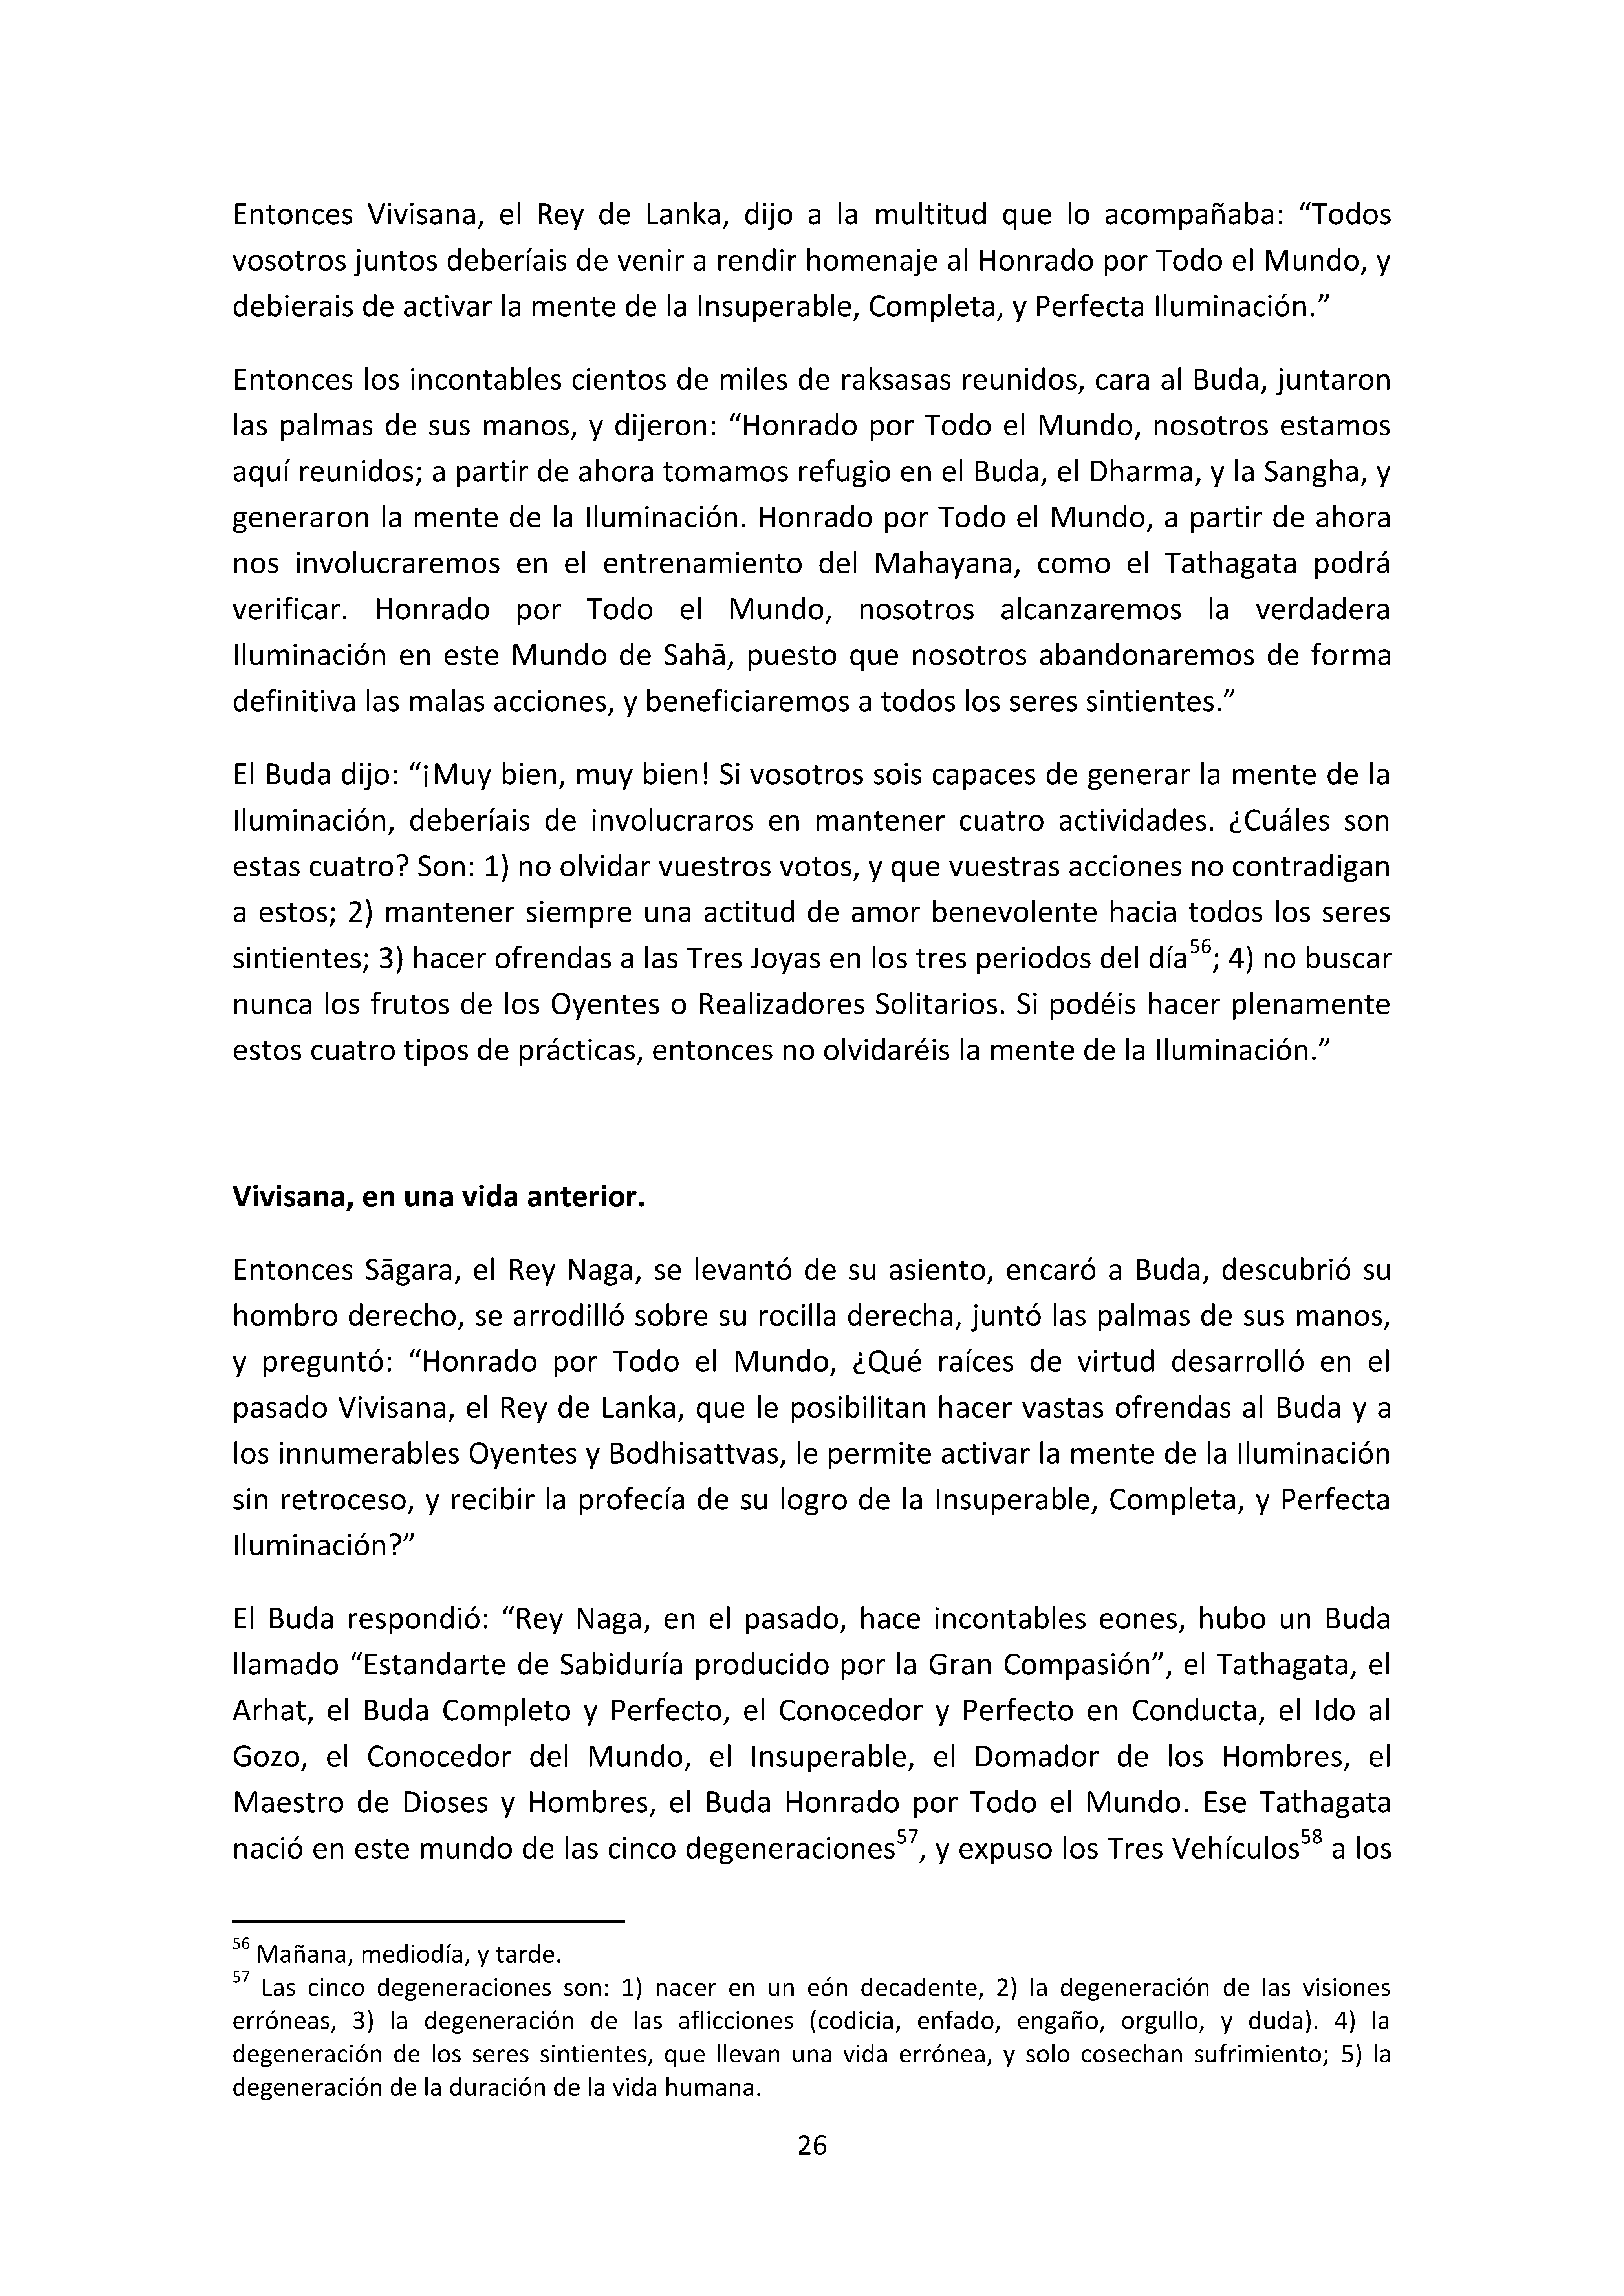 Entonces Vivisana, el Rey de Lanka, dijo a la multitud que lo acompañaba: “Todos
vosotros juntos deberíais de venir a rendir homenaje al Honrado por Todo el Mundo, y
debierais de activar la mente de la Insuperable, Completa, y Perfecta Iluminación.”
Entonces los incontables cientos de miles de raksasas reunidos, cara al Buda, juntaron
las palmas de sus manos, y dijeron: “Honrado por Todo el Mundo, nosotros estamos
aquí reunidos; a partir de ahora tomamos refugio en el Buda, el Dharma, y la Sangha, y
generaron la mente de la Iluminación. Honrado por Todo el Mundo, a partir de ahora
nos involucraremos en el entrenamiento del Mahayana, como el Tathagata podrá
verificar. Honrado por Todo el Mundo, nosotros alcanzaremos la verdadera
Iluminación en este Mundo de Sahā, puesto que nosotros abandonaremos de forma
definitiva las malas acciones, y beneficiaremos a todos los seres sintientes.”
El Buda dijo: “¡Muy bien, muy bien! Si vosotros sois capaces de generar la mente de la
Iluminación, deberíais de involucraros en mantener cuatro actividades. ¿Cuáles son
estas cuatro? Son: 1) no olvidar vuestros votos, y que vuestras acciones no contradigan
a estos; 2) mantener siempre una actitud de amor benevolente hacia todos los seres
sintientes; 3) hacer ofrendas a las Tres Joyas en los tres periodos del día56; 4) no buscar
nunca los frutos de los Oyentes o Realizadores Solitarios. Si podéis hacer plenamente
estos cuatro tipos de prácticas, entonces no olvidaréis la mente de la Iluminación.”
Vivisana, en una vida anterior.
Entonces Sāgara, el Rey Naga, se levantó de su asiento, encaró a Buda, descubrió su
hombro derecho, se arrodilló sobre su rocilla derecha, juntó las palmas de sus manos,
y preguntó: “Honrado por Todo el Mundo, ¿Qué raíces de virtud desarrolló en el
pasado Vivisana, el Rey de Lanka, que le posibilitan hacer vastas ofrendas al Buda y a
los innumerables Oyentes y Bodhisattvas, le permite activar la mente de la Iluminación
sin retroceso, y recibir la profecía de su logro de la Insuperable, Completa, y Perfecta
Iluminación?”
El Buda respondió: “Rey Naga, en el pasado, hace incontables eones, hubo un Buda
llamado “Estandarte de Sabiduría producido por la Gran Compasión”, el Tathagata, el
Arhat, el Buda Completo y Perfecto, el Conocedor y Perfecto en Conducta, el Ido al
Gozo, el Conocedor del Mundo, el Insuperable, el Domador de los Hombres, el
Maestro de Dioses y Hombres, el Buda Honrado por Todo el Mundo. Ese Tathagata
nació en este mundo de las cinco degeneraciones57, y expuso los Tres Vehículos58 a los
56 Mañana, mediodía, y tarde.
57 Las cinco degeneraciones son: 1) nacer en un eón decadente, 2) la degeneración de las visiones
erróneas, 3) la degeneración de las aflicciones (codicia, enfado, engaño, orgullo, y duda). 4) la
degeneración de los seres sintientes, que llevan una vida errónea, y solo cosechan sufrimiento; 5) la
degeneración de la duración de la vida humana.
26